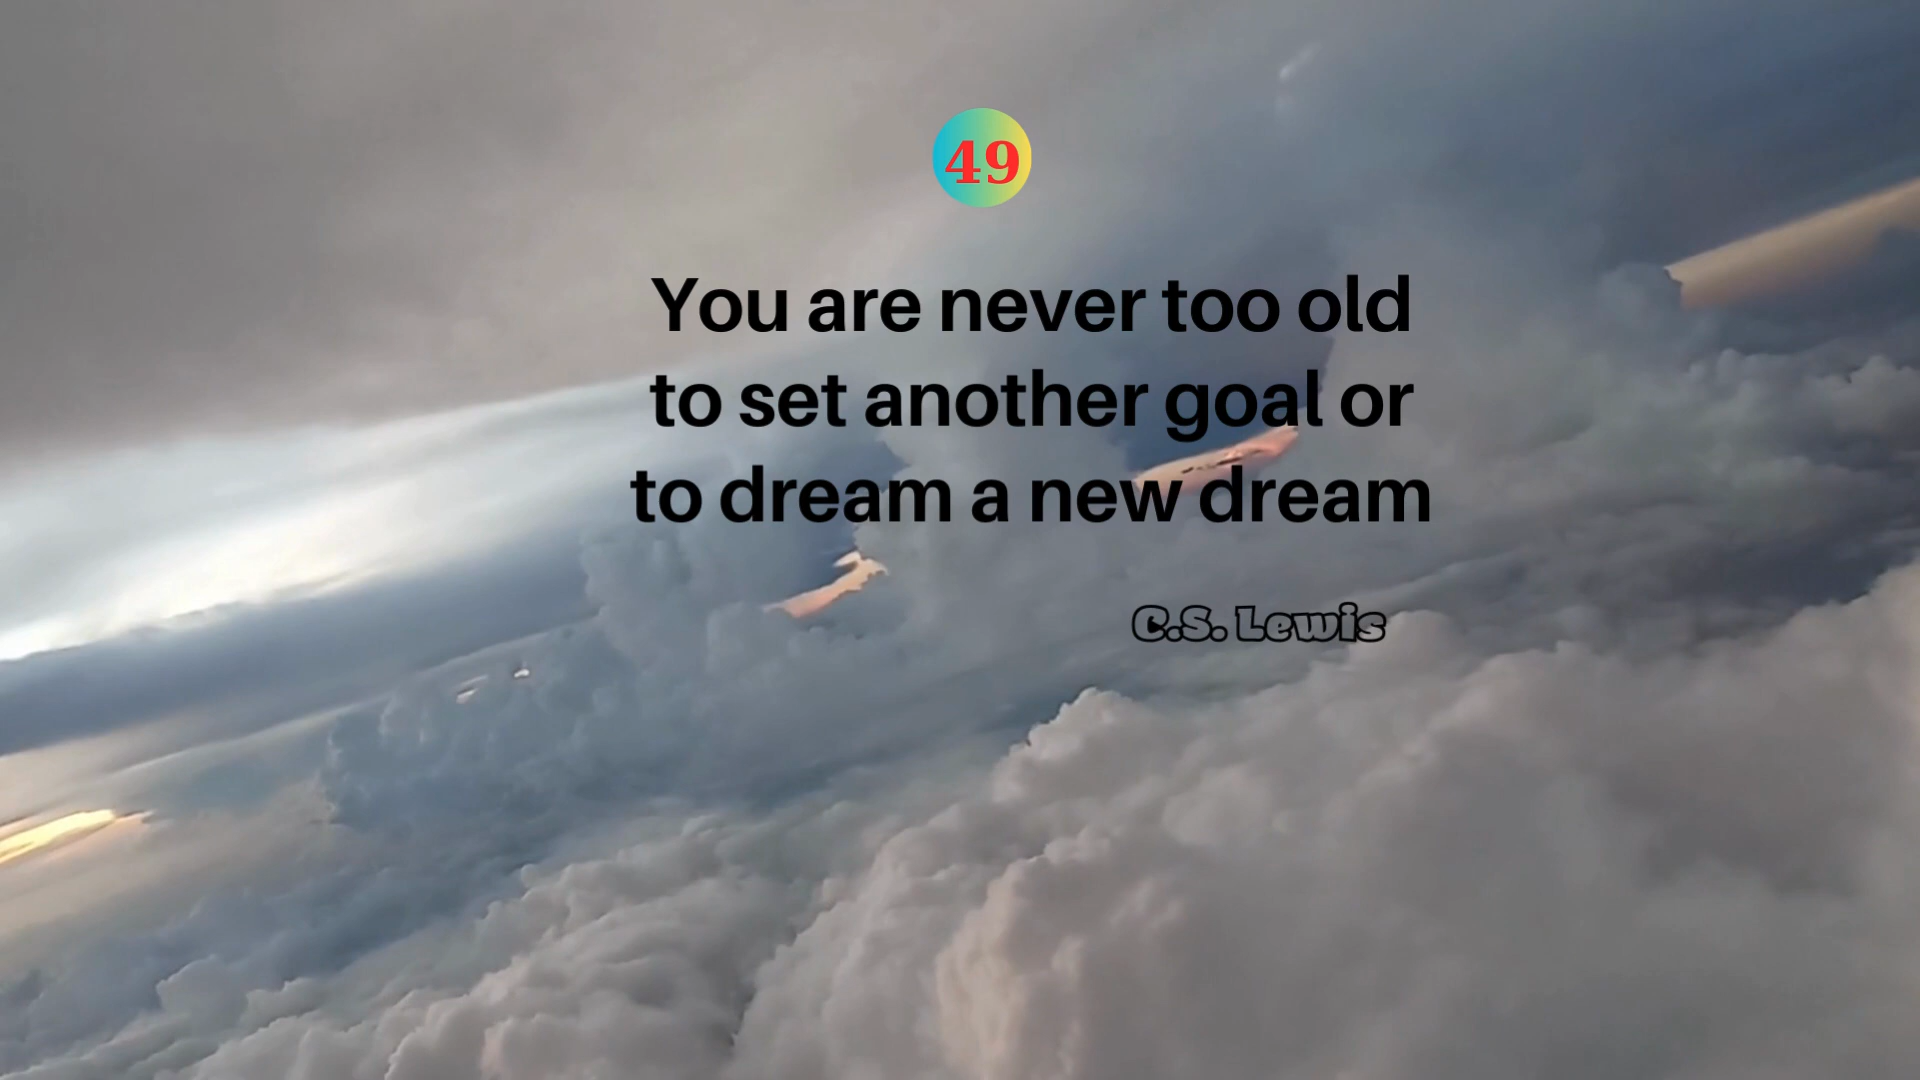 49
You are never too old
to set another goal or
to dream a new dream
C.S. Lewis